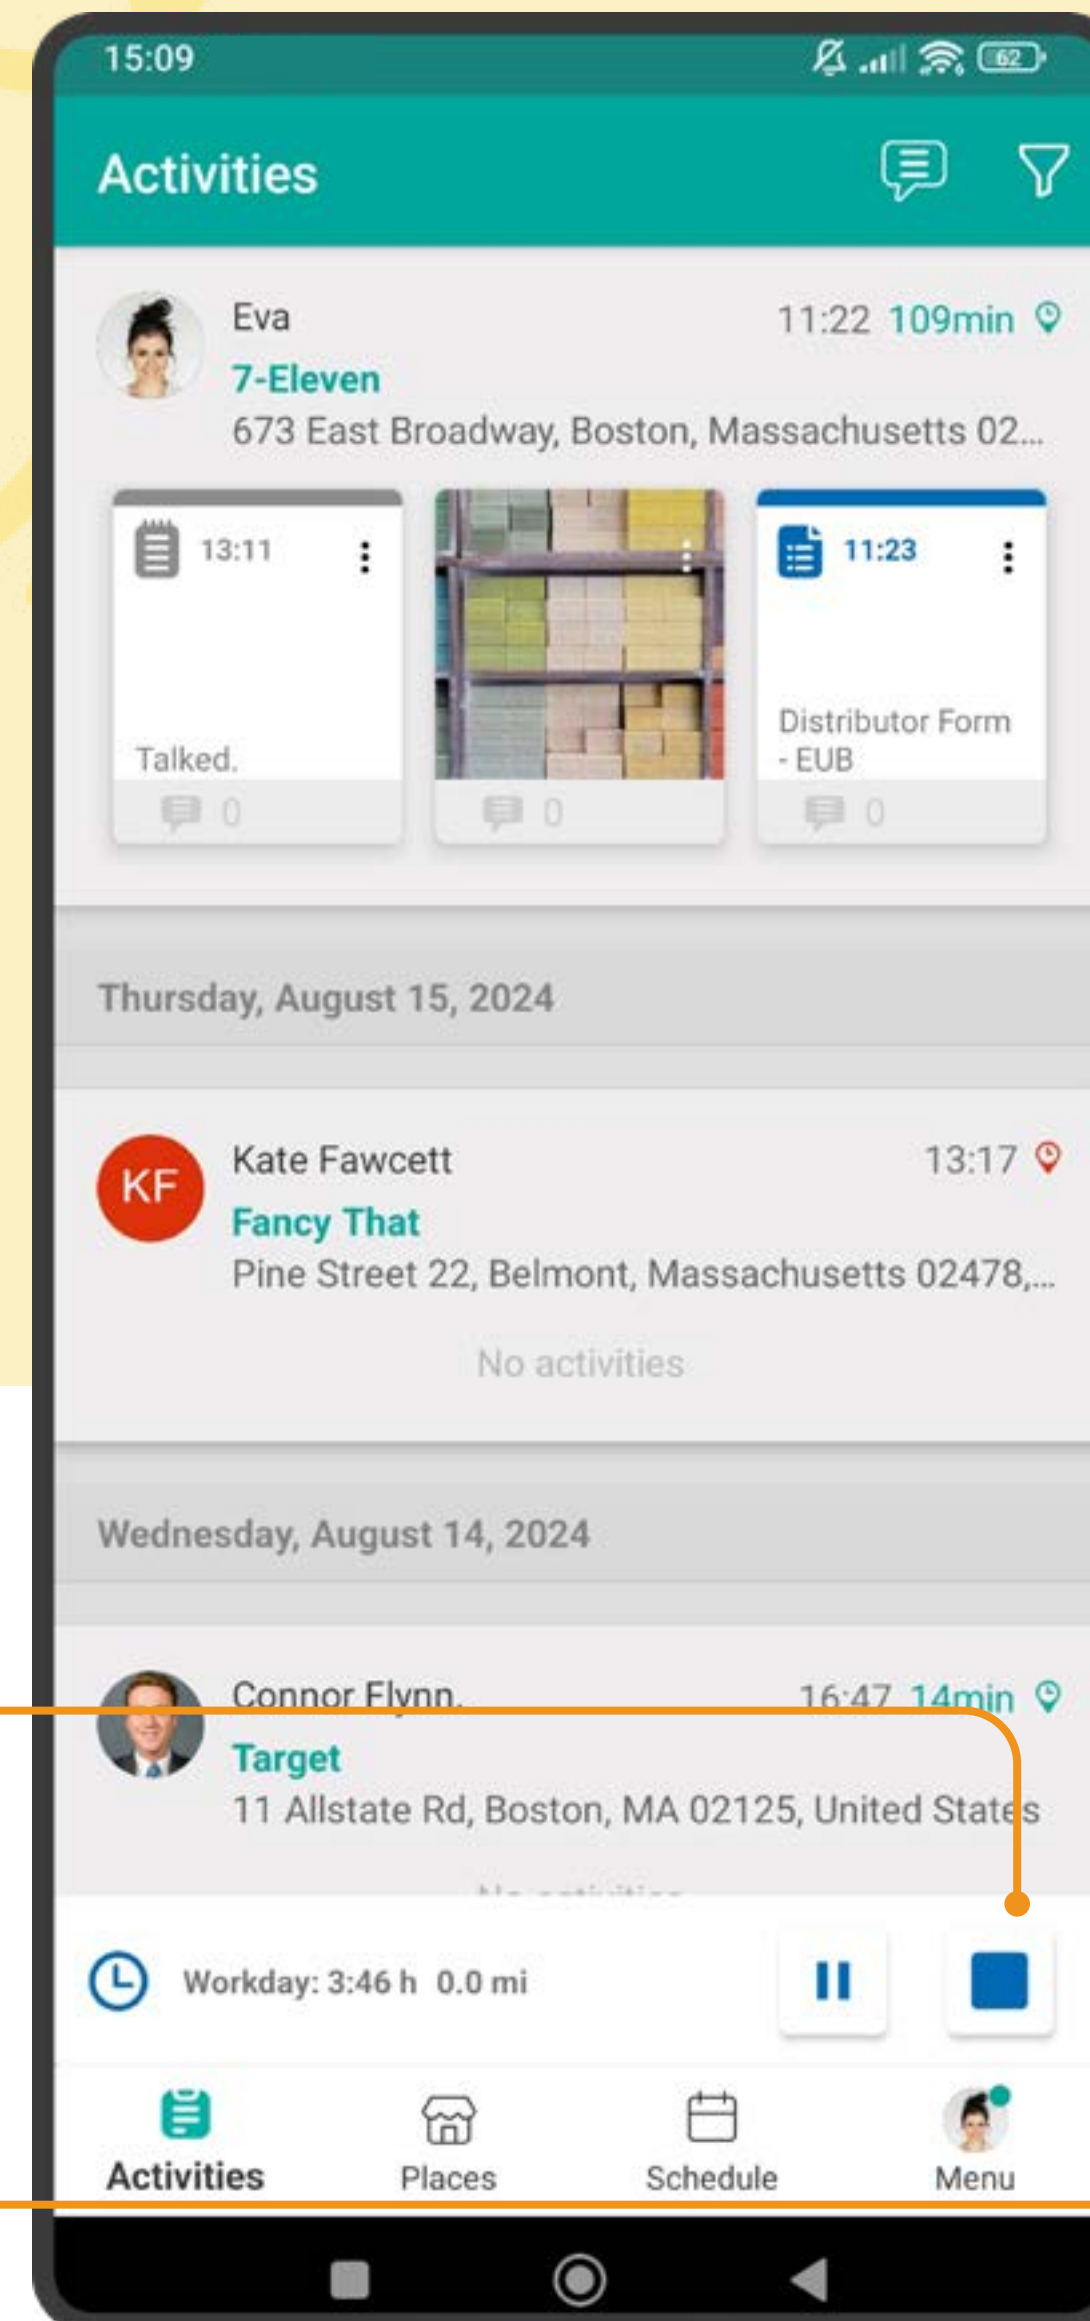 15:09
62
Activities
Eva
11:22 109min
7-Eleven
673 East Broadway, Boston, Massachusetts 02...
13:11
11:23
Talked.
Distributor Form
- EUB
0
0
0
Thursday, August 15, 2024
KF
Kate Fawcett
13:17
Fancy That
Pine Street 22, Belmont, Massachusetts 02478,...
No activities
Wednesday, August 14, 2024
Connor Flynn.
16:47 14min
Target
11 Allstate Rd, Boston, MA 02125, United States
No activities
Workday: 3:46 h 0.0 mi
Activities
Places
Schedule
Menu